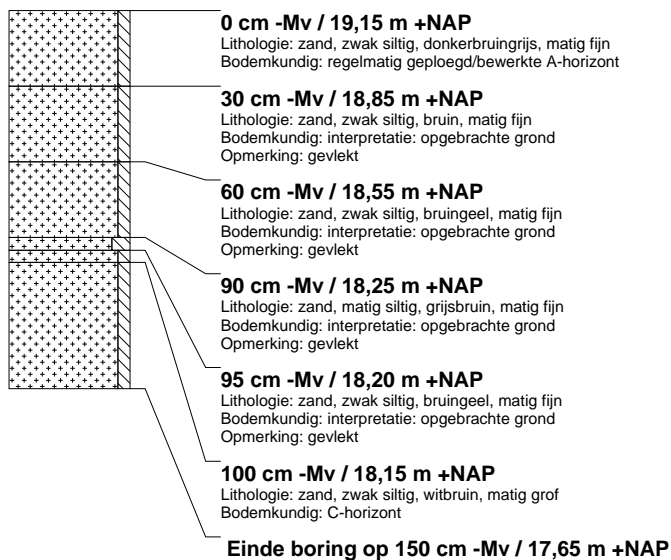 0 cm -Mv / 19,15 m +NAP
Lithologie: zand, zwak siltig, donkerbruingrijs, matig fijn
Bodemkundig: regelmatig geploegd/bewerkte A-horizont
30 cm -Mv / 18,85 m +NAP
Lithologie: zand, zwak siltig, bruin, matig fijn
Bodemkundig: interpretatie: opgebrachte grond
Opmerking: gevlekt
60 cm -Mv / 18,55 m +NAP
Lithologie: zand, zwak siltig, bruingeel, matig fijn
Bodemkundig: interpretatie: opgebrachte grond
Opmerking: gevlekt
90 cm -Mv / 18,25 m +NAP
Lithologie: zand, matig siltig, grijsbruin, matig fijn
Bodemkundig: interpretatie: opgebrachte grond
Opmerking: gevlekt
95 cm -Mv / 18,20 m +NAP
Lithologie: zand, zwak siltig, bruingeel, matig fijn
Bodemkundig: interpretatie: opgebrachte grond
Opmerking: gevlekt
100 cm -Mv / 18,15 m +NAP
Lithologie: zand, zwak siltig, witbruin, matig grof
Bodemkundig: C-horizont
Einde boring op 150 cm -Mv / 17,65 m +NAP